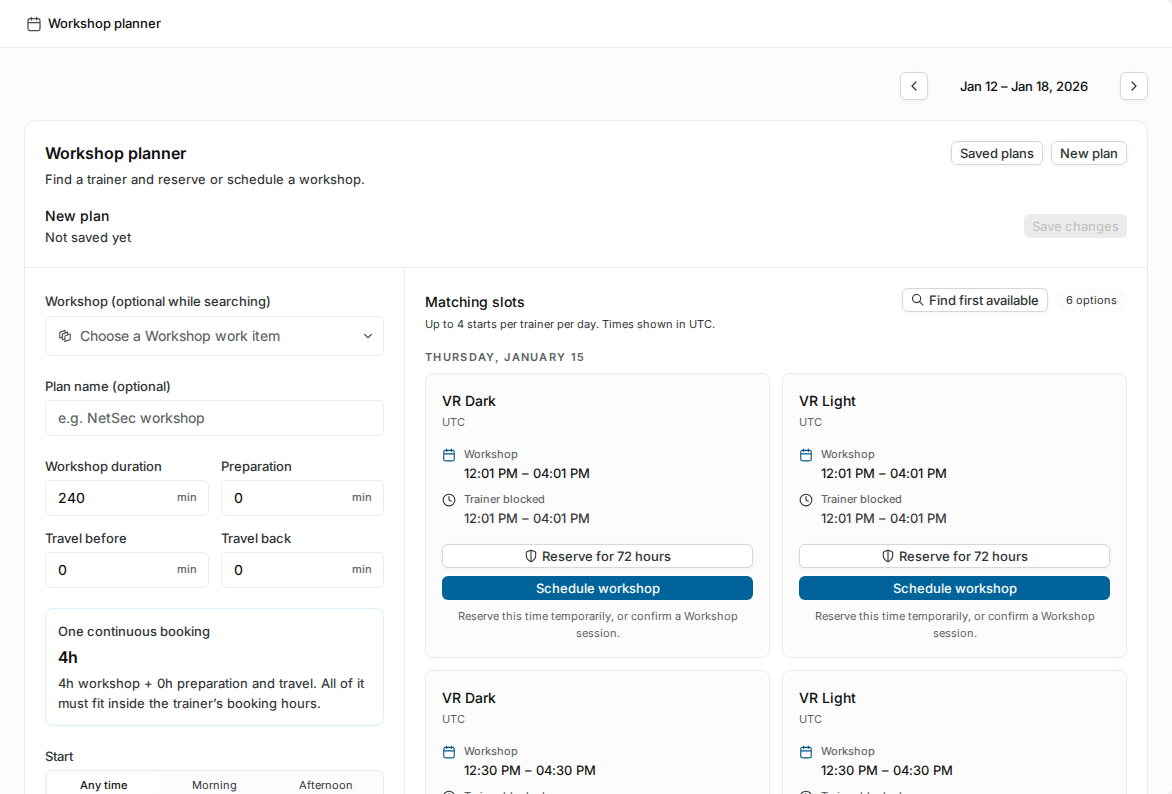 Workshop planner
Jan 12 – Jan 18, 2026
Workshop planner
Saved plans
New plan
Find a trainer and reserve or schedule a workshop.
New plan
Not saved yet
Save changes
Workshop (optional while searching)
Choose a Workshop work item
Plan name (optional)
e.g. NetSec workshop
Workshop duration
Preparation
240 min
0 min
Travel before
Travel back
0 min
0 min
One continuous booking
4h
4h workshop + 0h preparation and travel. All of it
must fit inside the trainer’s booking hours.
Start
Any time
Morning
Afternoon
Matching slots
Find first available
6 options
Up to 4 starts per trainer per day. Times shown in UTC.
THURSDAY, JANUARY 15
VR Dark
UTC
Workshop
12:01 PM – 04:01 PM
Trainer blocked
12:01 PM – 04:01 PM
Reserve for 72 hours
Schedule workshop
Reserve this time temporarily, or confirm a Workshop
session.
VR Light
UTC
Workshop
12:01 PM – 04:01 PM
Trainer blocked
12:01 PM – 04:01 PM
Reserve for 72 hours
Schedule workshop
Reserve this time temporarily, or confirm a Workshop
session.
VR Dark
UTC
Workshop
12:30 PM – 04:30 PM
VR Light
UTC
Workshop
12:30 PM – 04:30 PM